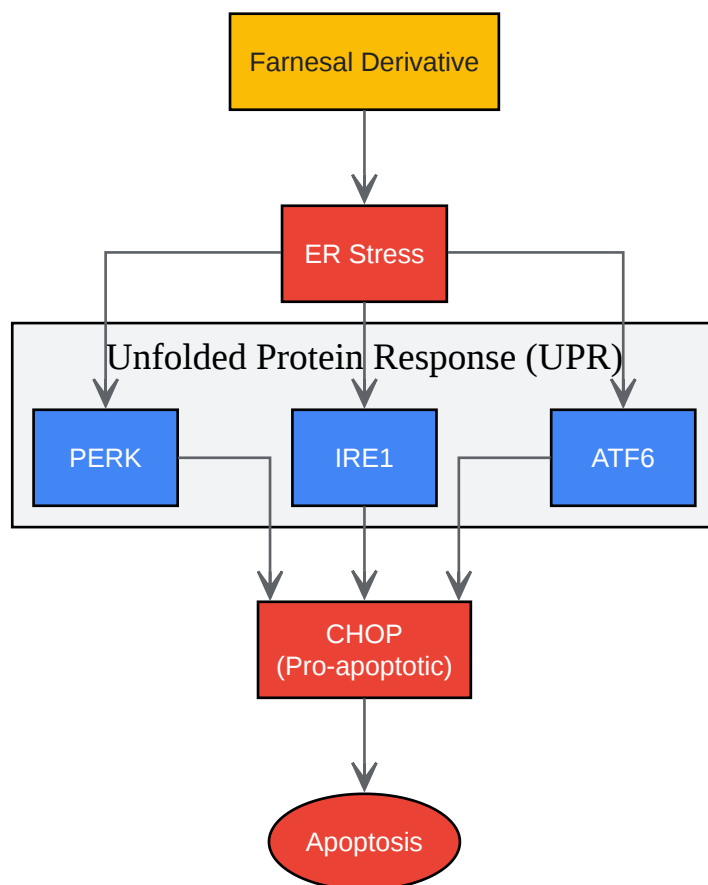 Farnesal Derivative
ER Stress
Unfolded Protein Response (UPR)
PERK
IRE1
ATF6
CHOP
(Pro-apoptotic)
Apoptosis